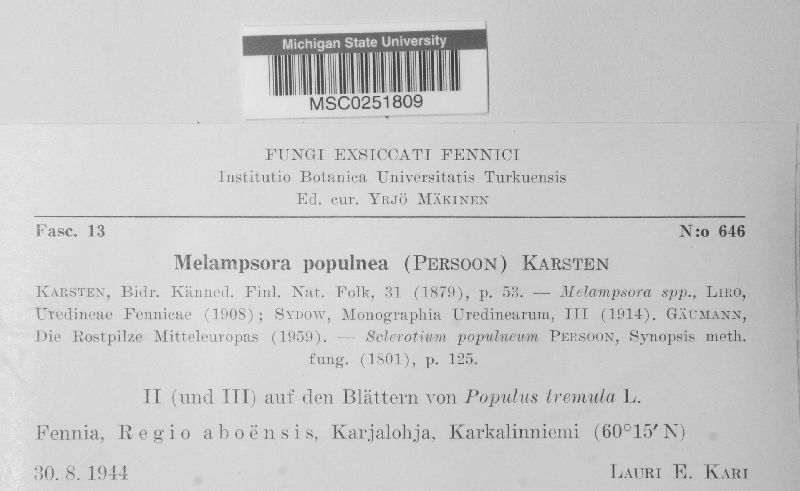 Michigan State University
MSC0251809
FUNGI EXSICCATI FENNICI
Institutio Botanica Universitatis Turkuensis
Ed. cur. YRJÖ MÄKINEN
Fasc. 13 N:o 646
Melampsora populnea (PERSOON) KARSTEN
KARSTEN, Bidr. Känned. Finl. Nat. Folk, 31 (1879), p. 53. — Melampsora spp., LIRO,
Uredineae Fennicae (1908); SYDOW, Monographia Uredinearum, III (1914). GÄUMANN,
Die Rostpilze Mitteleuropas (1959). — Sclerotium populneum PERSOON, Synopsis meth.
fung. (1801), p. 125.
II (und III) auf den Blättern von Populus tremula L.
Fennia, Regio aboënsis, Karjalohja, Karkalinniemi (60°15′ N)
30. 8. 1944 LAURI E. KARI